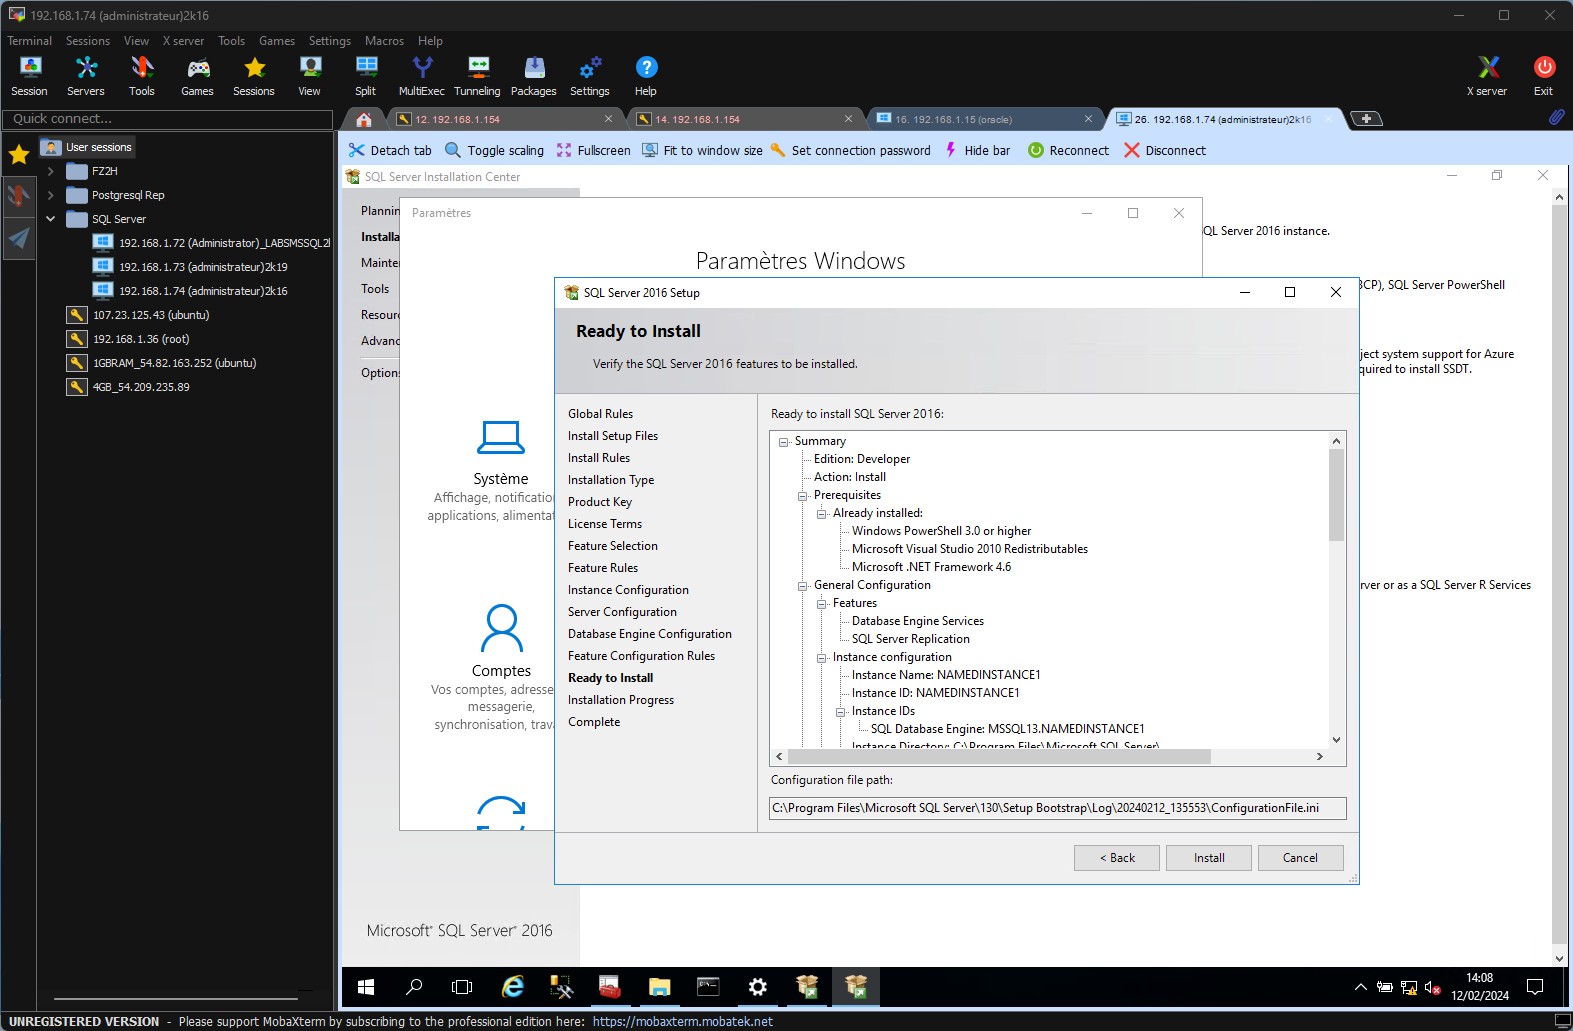 192.168.1.74 (administrateur)2k16
Terminal Sessions View X server Tools Games Settings Macros Help
Session Servers Tools Games Sessions View Split MultiExec Tunneling Packages Settings Help X server Exit
Quick connect...
12. 192.168.1.154
14. 192.168.1.154
16. 192.168.1.15 (oracle)
26. 192.168.1.74 (administrateur)2k16
Detach tab Toggle scaling Fullscreen Fit to window size Set connection password Hide bar Reconnect Disconnect
User sessions
FZ2H
Postgresql Rep
SQL Server
192.168.1.72 (Administrator)_LABSMSSQL2
192.168.1.73 (administrateur)2k19
192.168.1.74 (administrateur)2k16
107.23.125.43 (ubuntu)
192.168.1.36 (root)
1GBRAM_54.82.163.252 (ubuntu)
4GB_54.209.235.89
SQL Server Installation Center
Plannin
Installa
Mainte
Tools
Resour
Advanc
Options
QL Server 2016 instance.
BCP), SQL Server PowerShell
ject system support for Azure
quired to install SSDT.
rver or as a SQL Server R Services
Microsoft® SQL Server® 2016
Paramètres
Paramètres Windows
Système
Affichage, notification
applications, alimentat
Comptes
Vos comptes, adresse
messagerie,
synchronisation, trava
SQL Server 2016 Setup
Ready to Install
Verify the SQL Server 2016 features to be installed.
Global Rules
Install Setup Files
Install Rules
Installation Type
Product Key
License Terms
Feature Selection
Feature Rules
Instance Configuration
Server Configuration
Database Engine Configuration
Feature Configuration Rules
Ready to Install
Installation Progress
Complete
Ready to install SQL Server 2016:
Summary
Edition: Developer
Action: Install
Prerequisites
Already installed:
Windows PowerShell 3.0 or higher
Microsoft Visual Studio 2010 Redistributables
Microsoft .NET Framework 4.6
General Configuration
Features
Database Engine Services
SQL Server Replication
Instance configuration
Instance Name: NAMEDINSTANCE1
Instance ID: NAMEDINSTANCE1
Instance IDs
SQL Database Engine: MSSQL13.NAMEDINSTANCE1
Instance Directory: C:\Program Files\Microsoft SQL Server\
Configuration file path:
C:\Program Files\Microsoft SQL Server\130\Setup Bootstrap\Log\20240212_135553\ConfigurationFile.ini
< Back Install Cancel
14:08
12/02/2024
UNREGISTERED VERSION - Please support MobaXterm by subscribing to the professional edition here: https://mobaxterm.mobatek.net